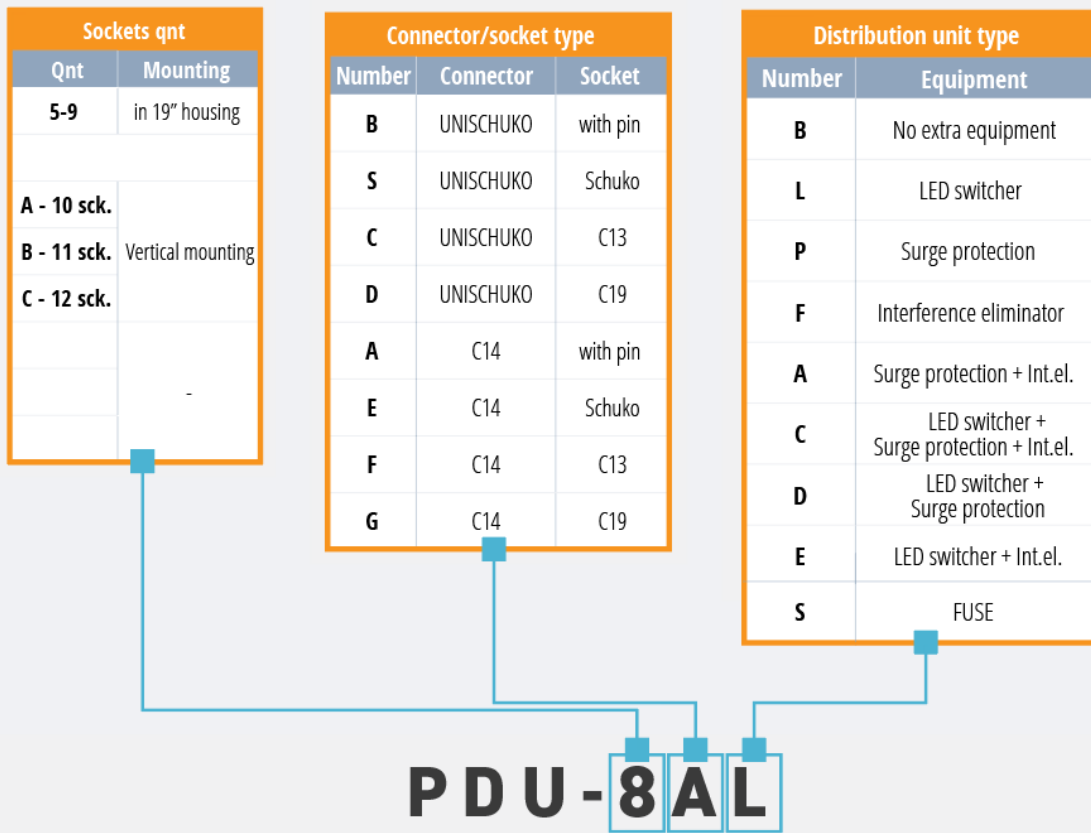 Sockets qnt
Qnt Mounting
5-9 in 19” housing
A - 10 sck.
B - 11 sck. Vertical mounting
C - 12 sck.
-
Connector/socket type
Number Connector Socket
B UNISCHUKO with pin
S UNISCHUKO Schuko
C UNISCHUKO C13
D UNISCHUKO C19
A C14 with pin
E C14 Schuko
F C14 C13
G C14 C19
Distribution unit type
Number Equipment
B No extra equipment
L LED switcher
P Surge protection
F Interference eliminator
A Surge protection + Int.el.
C LED switcher +
Surge protection + Int.el.
D LED switcher +
Surge protection
E LED switcher + Int.el.
S FUSE
PDU-8AL